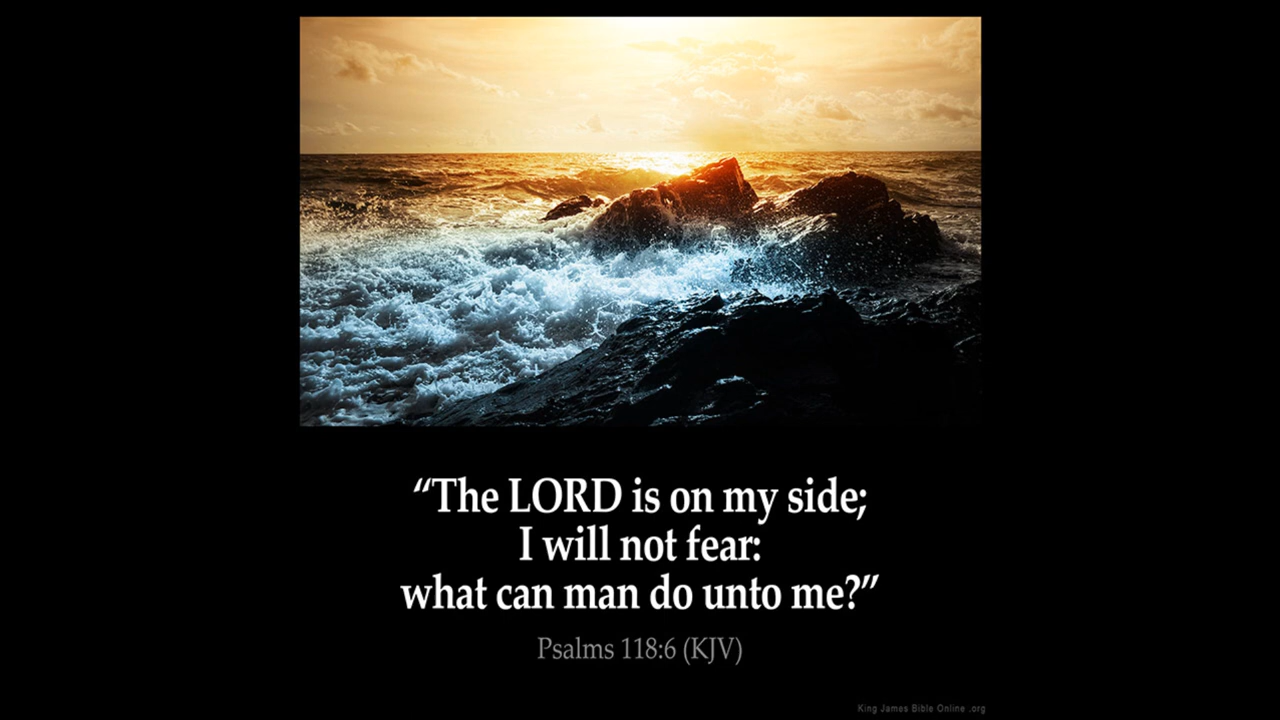 “The LORD is on my side;
I will not fear:
what can man do unto me?”
Psalms 118:6 (KJV)
King James Bible Online .org